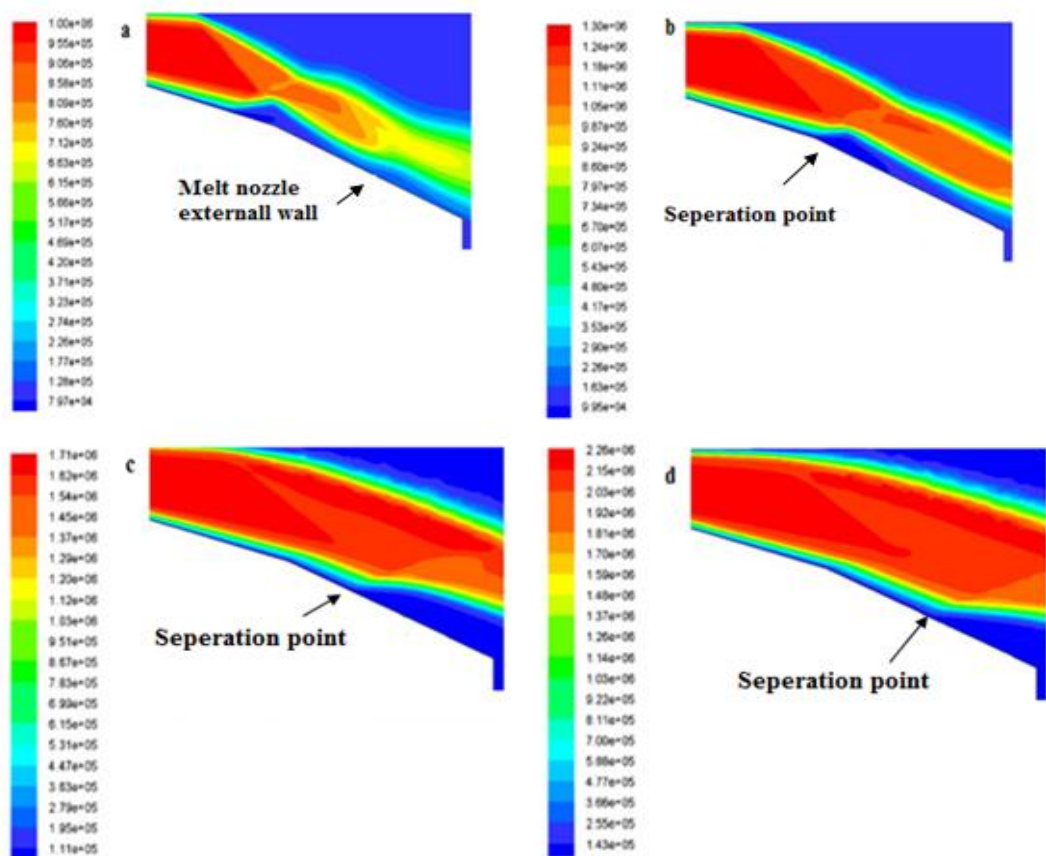 1.00e+06
9.55e+05
9.06e+05
8.58e+05
8.09e+05
7.60e+05
7.12e+05
6.63e+05
6.15e+05
5.66e+05
5.17e+05
4.69e+05
4.20e+05
3.71e+05
3.23e+05
2.74e+05
2.26e+05
1.77e+05
1.28e+05
7.97e+04
a
Melt nozzle
externall wall
1.30e+06
1.24e+06
1.18e+06
1.11e+06
1.05e+06
9.87e+05
9.24e+05
8.60e+05
7.97e+05
7.34e+05
6.70e+05
6.07e+05
5.43e+05
4.80e+05
4.17e+05
3.53e+05
2.90e+05
2.26e+05
1.63e+05
9.95e+04
b
Seperation point
1.71e+06
1.62e+06
1.54e+06
1.45e+06
1.37e+06
1.29e+06
1.20e+06
1.12e+06
1.03e+06
9.51e+05
8.67e+05
7.83e+05
6.99e+05
6.15e+05
5.31e+05
4.47e+05
3.63e+05
2.79e+05
1.95e+05
1.11e+05
c
Seperation point
2.26e+06
2.15e+06
2.03e+06
1.92e+06
1.81e+06
1.70e+06
1.59e+06
1.48e+06
1.37e+06
1.26e+06
1.14e+06
1.03e+06
9.22e+05
8.11e+05
7.00e+05
5.88e+05
4.77e+05
3.66e+05
2.55e+05
1.43e+05
d
Seperation point